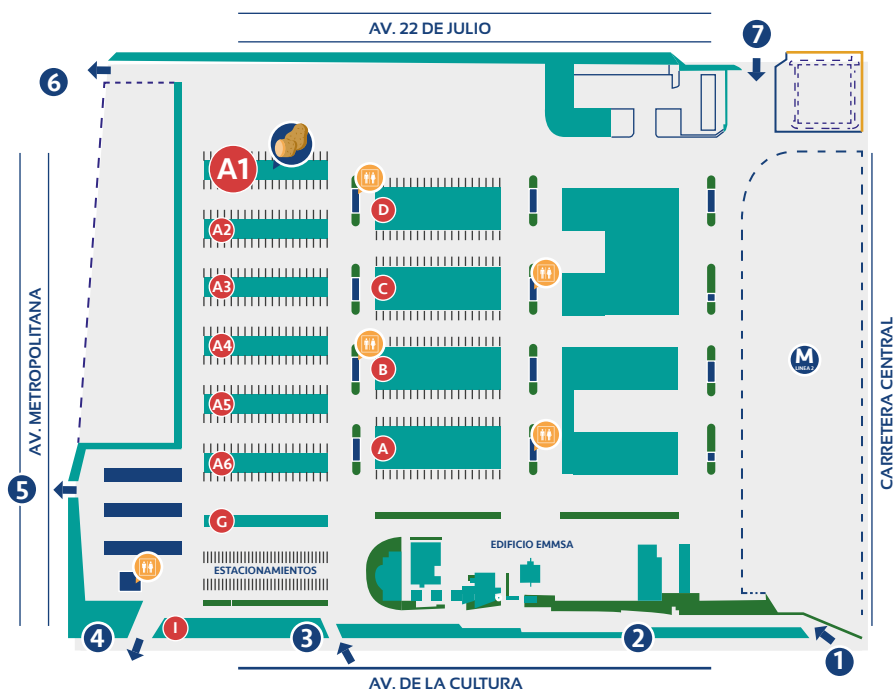 AV. 22 DE JULIO
7
6
A1
A2
D
A3
C
A4
B
A5
A
A6
G
I
AV. METROPOLITANA
M
LINEA 2
CARRETERA CENTRAL
5
EDIFICIO EMMSA
ESTACIONAMIENTOS
4
3
2
1
AV. DE LA CULTURA